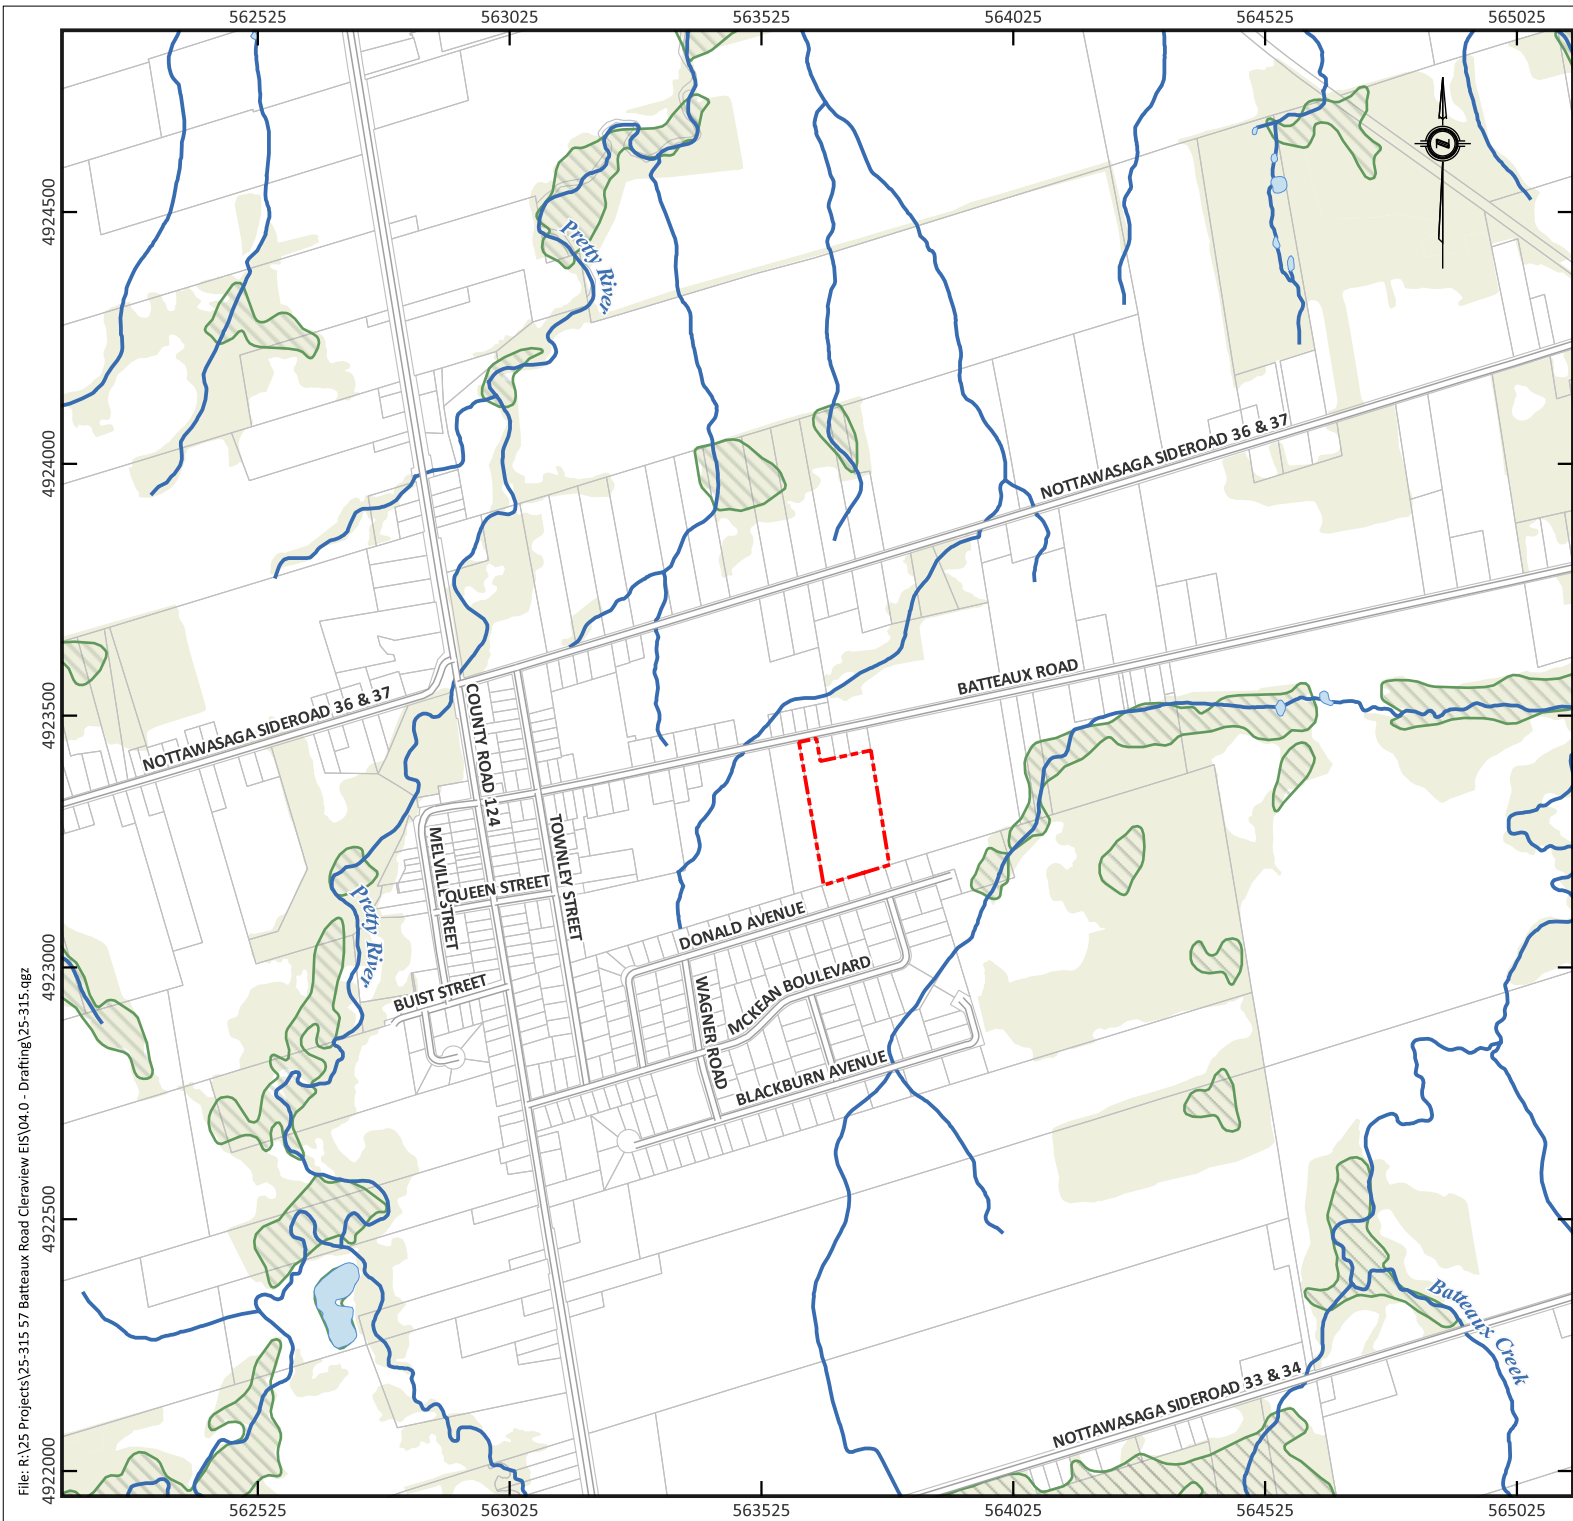 562525 563025 563525 564025 564525 565025
4924500
4924000
4923500
4923000
4922500
4922000
Pretty River
NOTTAWASAGA SIDEROAD 36 & 37
BATTEAUX ROAD
NOTTAWASAGA SIDEROAD 36 & 37
COUNTY ROAD 124
MELVILLE STREET
TOWNLEY STREET
QUEEN STREET
Pretty River
DONALD AVENUE
BUIST STREET
WAGNER ROAD
MCKEAN BOULEVARD
BLACKBURN AVENUE
Batteaux Creek
NOTTAWASAGA SIDEROAD 33 & 34
File: R:\25 Projects\25-315 57 Batteaux Road Cleraview EIS\04.0 - Drafting\25-315.qgz
N
562525 563025 563525 564025 564525 565025